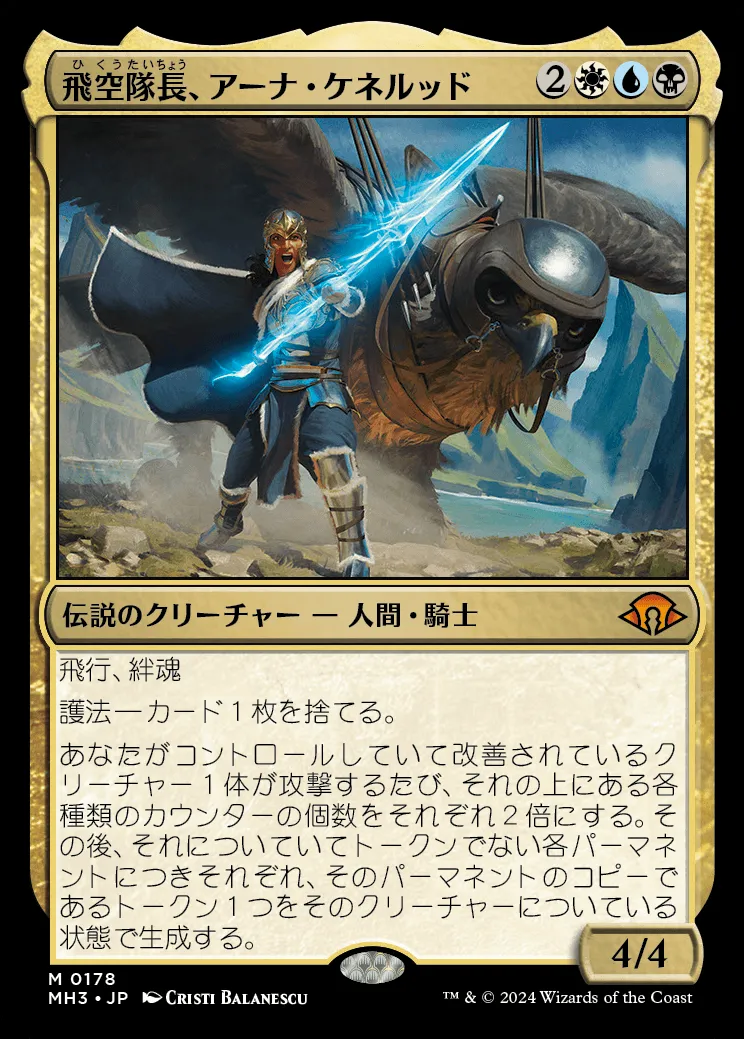 ひくうたいちょう
飛空隊長、アーナ・ケネルッド 2
伝説のクリーチャー ― 人間・騎士
飛行、絆魂
護法―カード1枚を捨てる。
あなたがコントロールしていて改善されているク
リーチャー1体が攻撃するたび、それの上にある各
種類のカウンターの個数をそれぞれ2倍にする。そ
の後、それについていてトークンでない各パーマネ
ントにつきそれぞれ、そのパーマネントのコピーで
あるトークン1つをそのクリーチャーについている
状態で生成する。
4/4
M 0178
MH3・JP CRISTI BALANESCU
™ & © 2024 Wizards of the Coast